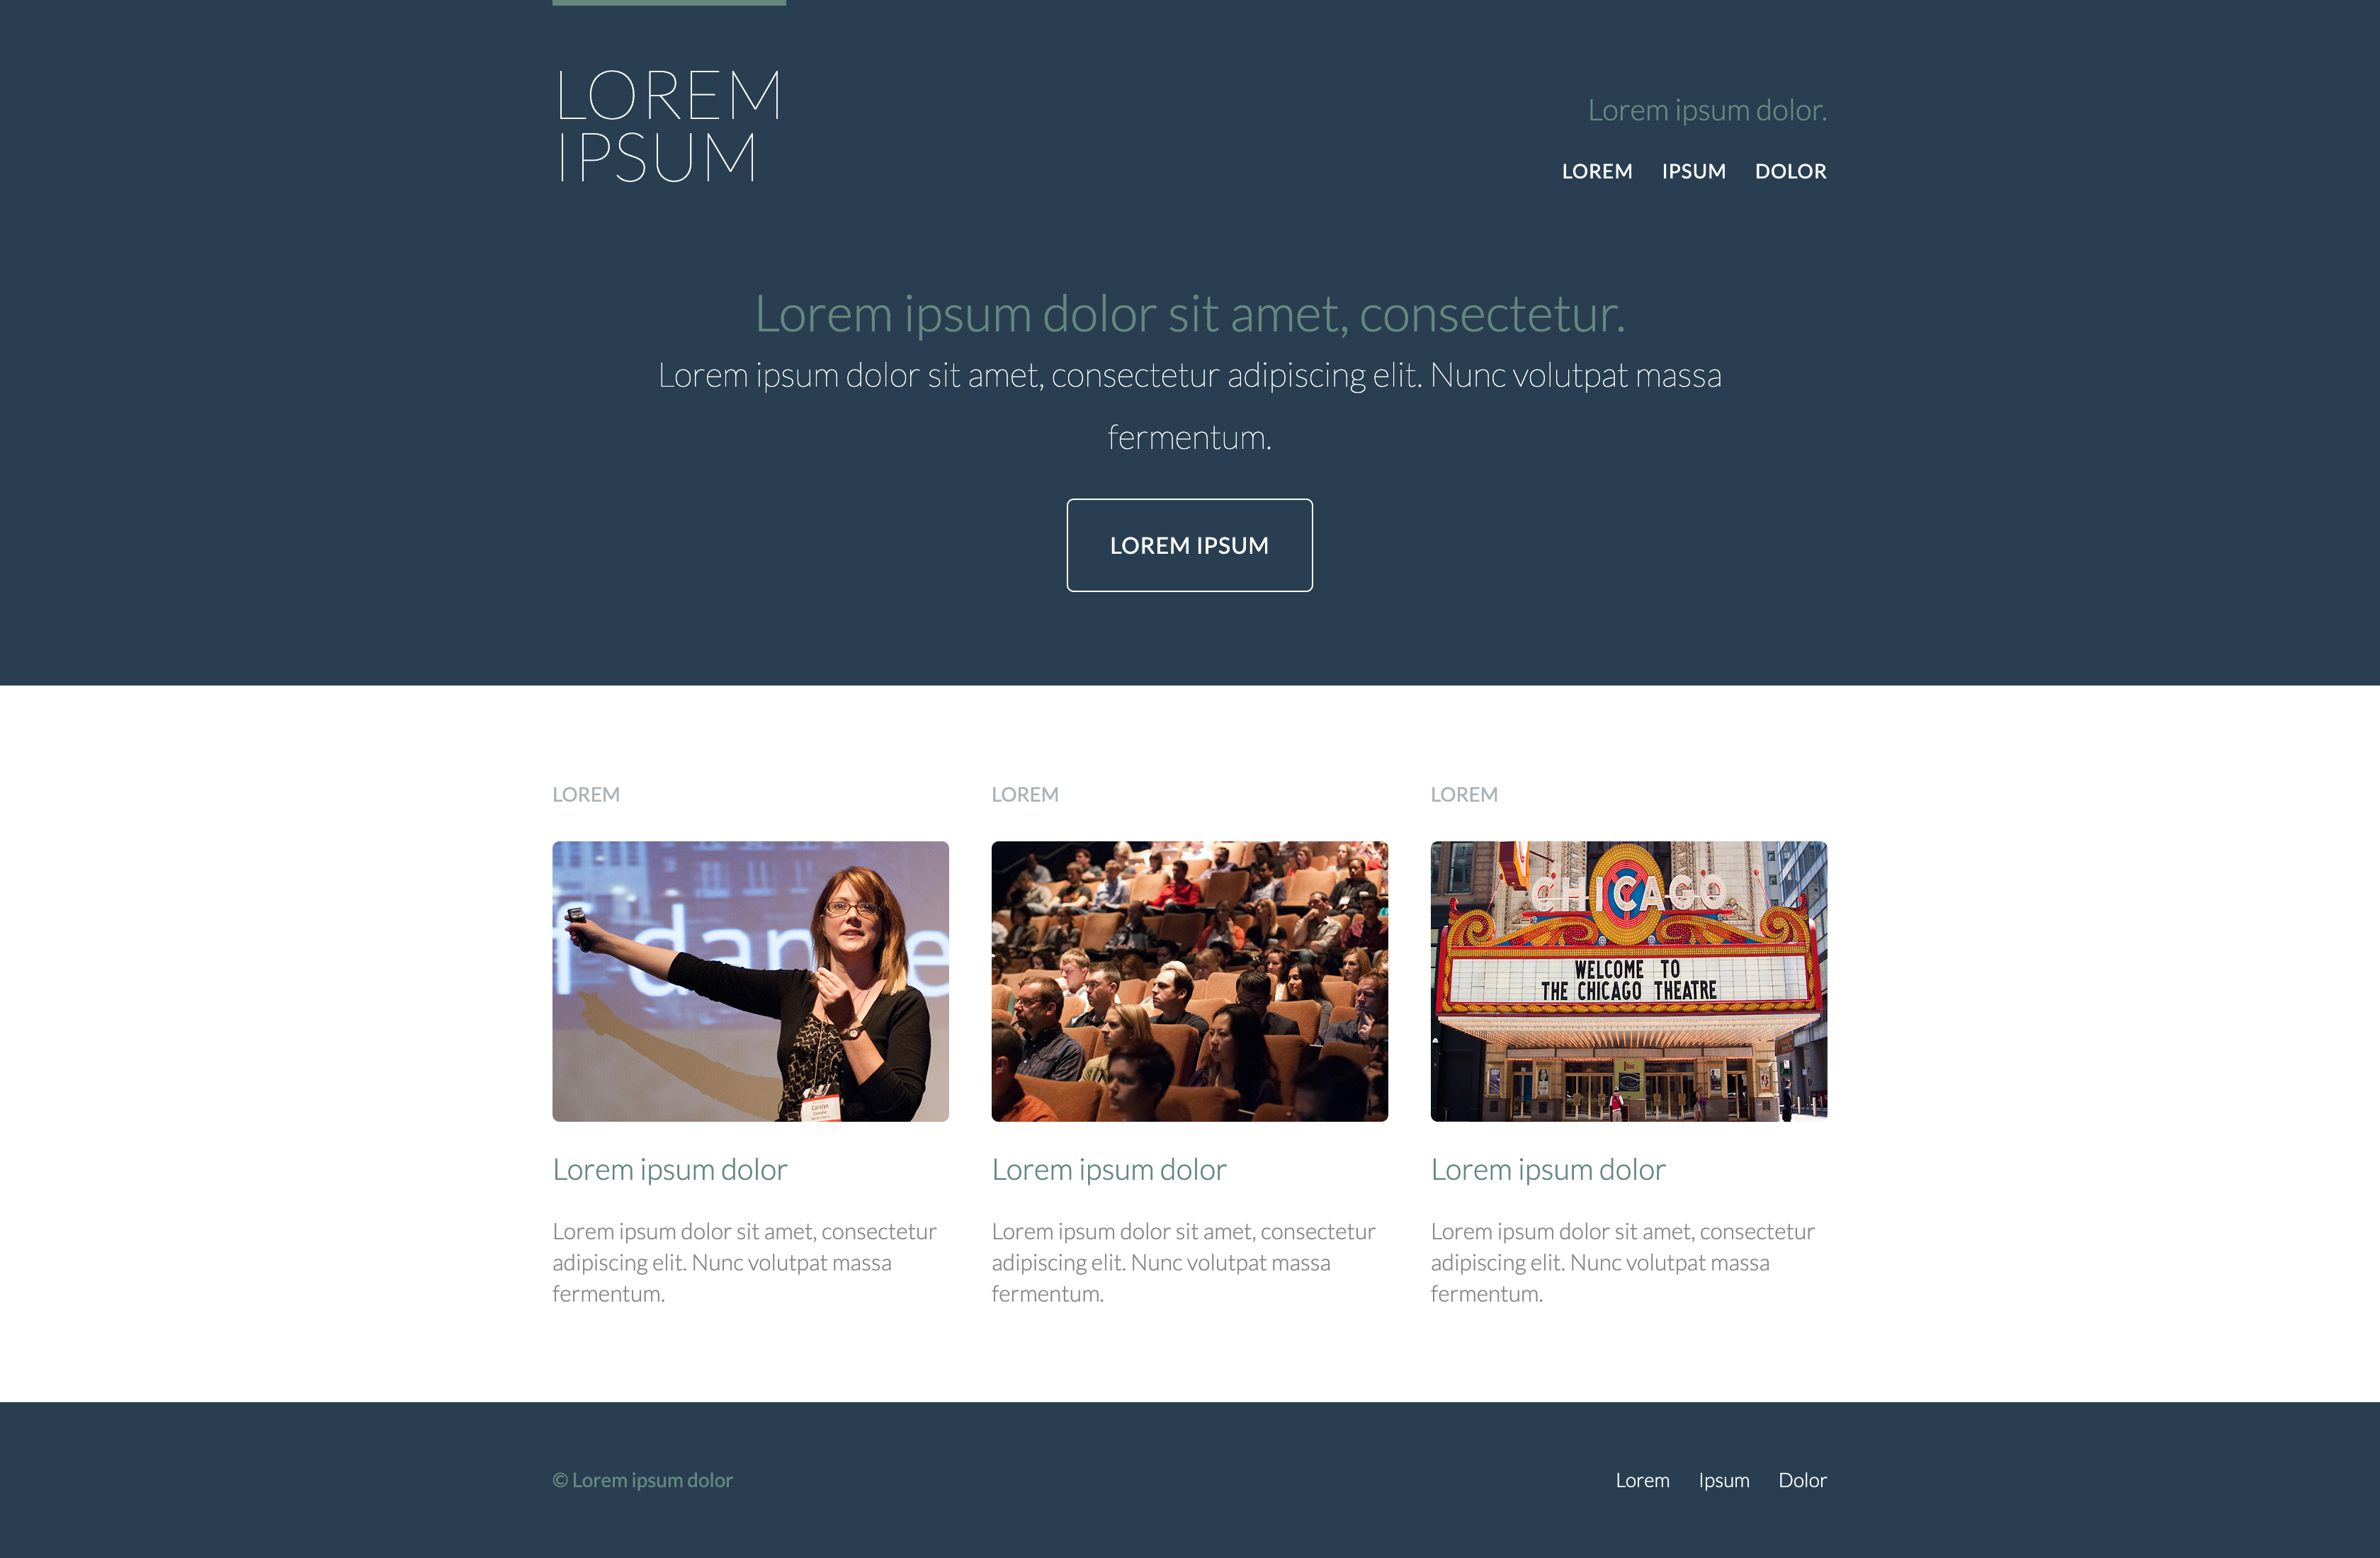 LOREM
IPSUM
Lorem ipsum dolor.
LOREM IPSUM DOLOR
Lorem ipsum dolor sit amet, consectetur.
Lorem ipsum dolor sit amet, consectetur adipiscing elit. Nunc volutpat massa
fermentum.
LOREM IPSUM
LOREM
LOREM
LOREM
f dan e
Carolyn
Chandler
CHICAGO
WELCOME TO
THE CHICAGO THEATRE
Lorem ipsum dolor
Lorem ipsum dolor sit amet, consectetur
adipiscing elit. Nunc volutpat massa
fermentum.
Lorem ipsum dolor
Lorem ipsum dolor sit amet, consectetur
adipiscing elit. Nunc volutpat massa
fermentum.
Lorem ipsum dolor
Lorem ipsum dolor sit amet, consectetur
adipiscing elit. Nunc volutpat massa
fermentum.
© Lorem ipsum dolor
Lorem Ipsum Dolor